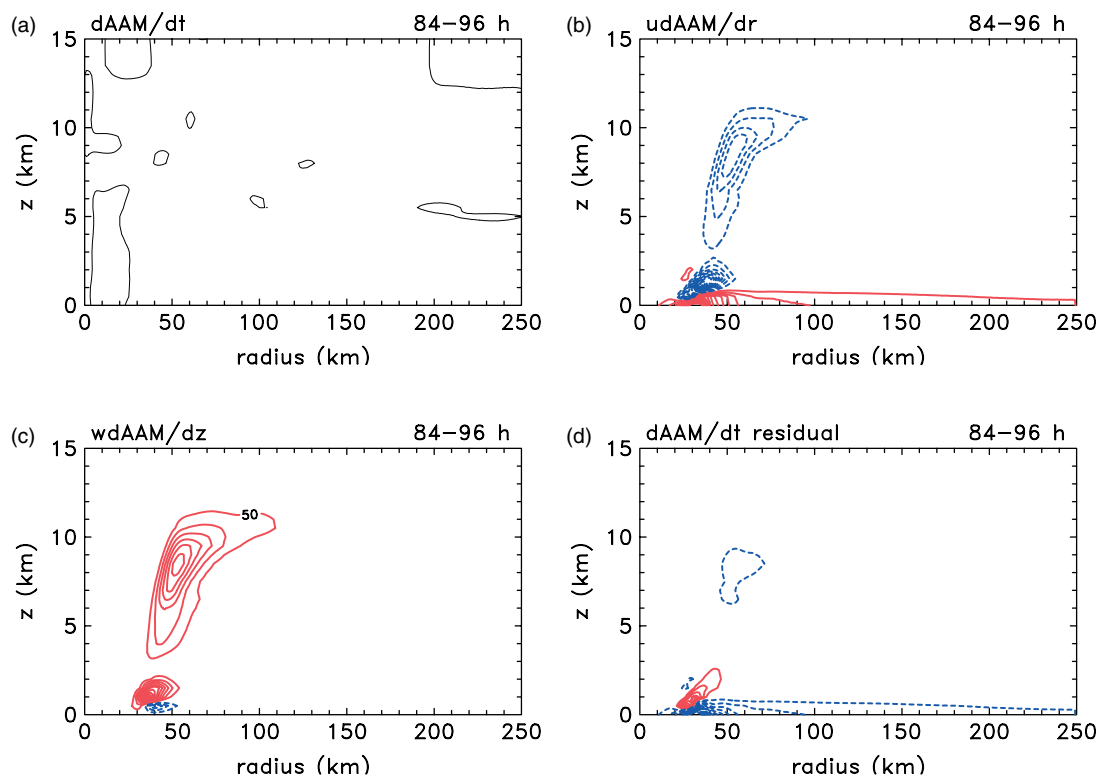 (a) dAAM/dt 84–96 h
15
10
5
0
z (km)
0 50 100 150 200 250
radius (km)
(b) udAAM/dr 84–96 h
15
10
5
0
z (km)
0 50 100 150 200 250
radius (km)
(c) wdAAM/dz 84–96 h
15
10
5
0
z (km)
50
0 50 100 150 200 250
radius (km)
(d) dAAM/dt residual 84–96 h
15
10
5
0
z (km)
0 50 100 150 200 250
radius (km)